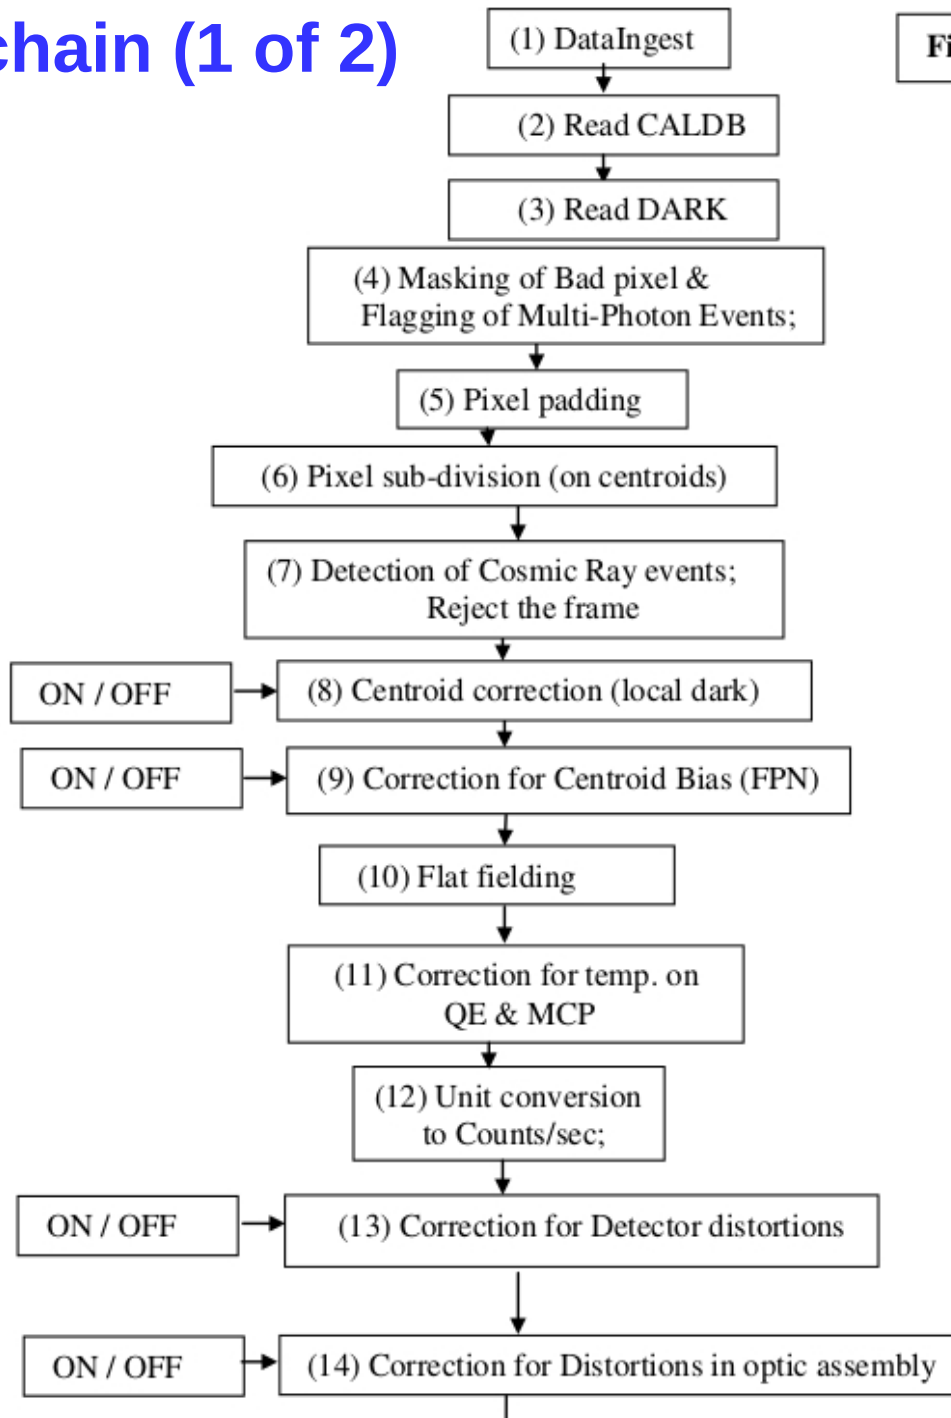 chain (1 of 2)
(1) DataIngest
Fi
(2) Read CALDB
(3) Read DARK
(4) Masking of Bad pixel &
Flagging of Multi-Photon Events;
(5) Pixel padding
(6) Pixel sub-division (on centroids)
(7) Detection of Cosmic Ray events;
Reject the frame
ON / OFF
(8) Centroid correction (local dark)
ON / OFF
(9) Correction for Centroid Bias (FPN)
(10) Flat fielding
(11) Correction for temp. on
QE & MCP
(12) Unit conversion
to Counts/sec;
ON / OFF
(13) Correction for Detector distortions
ON / OFF
(14) Correction for Distortions in optic assembly